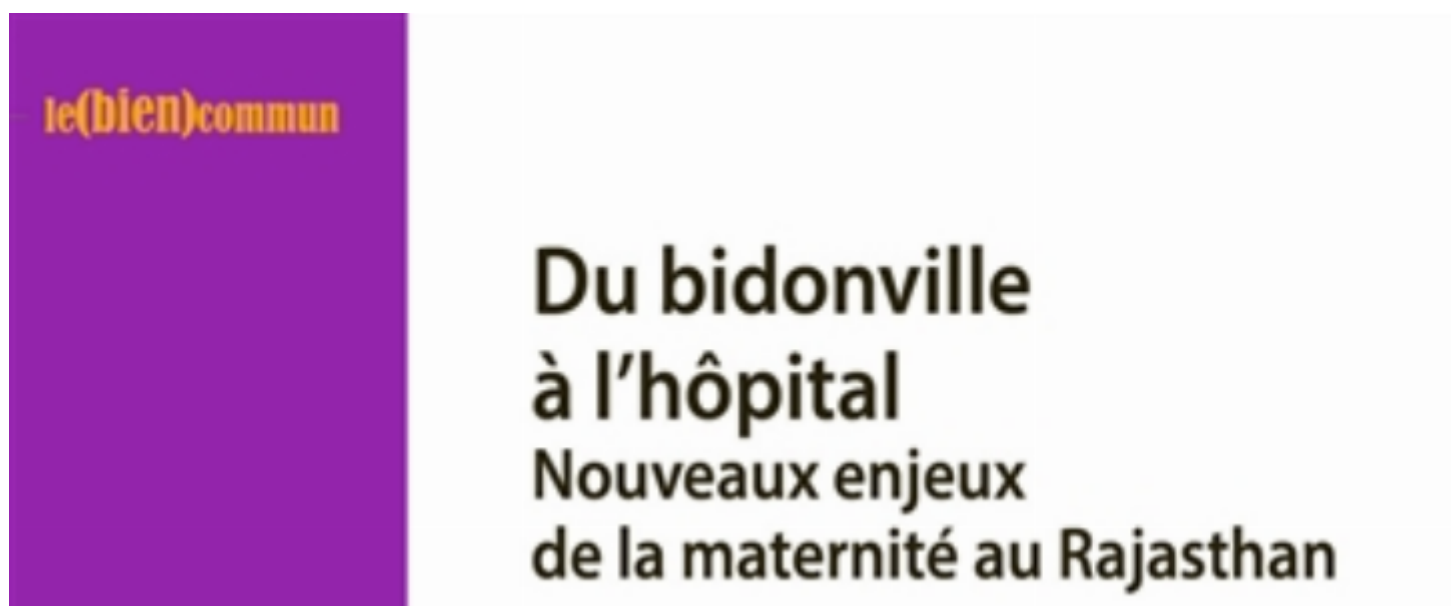 le(bien)commun
Du bidonville
à l’hôpital
Nouveaux enjeux
de la maternité au Rajasthan